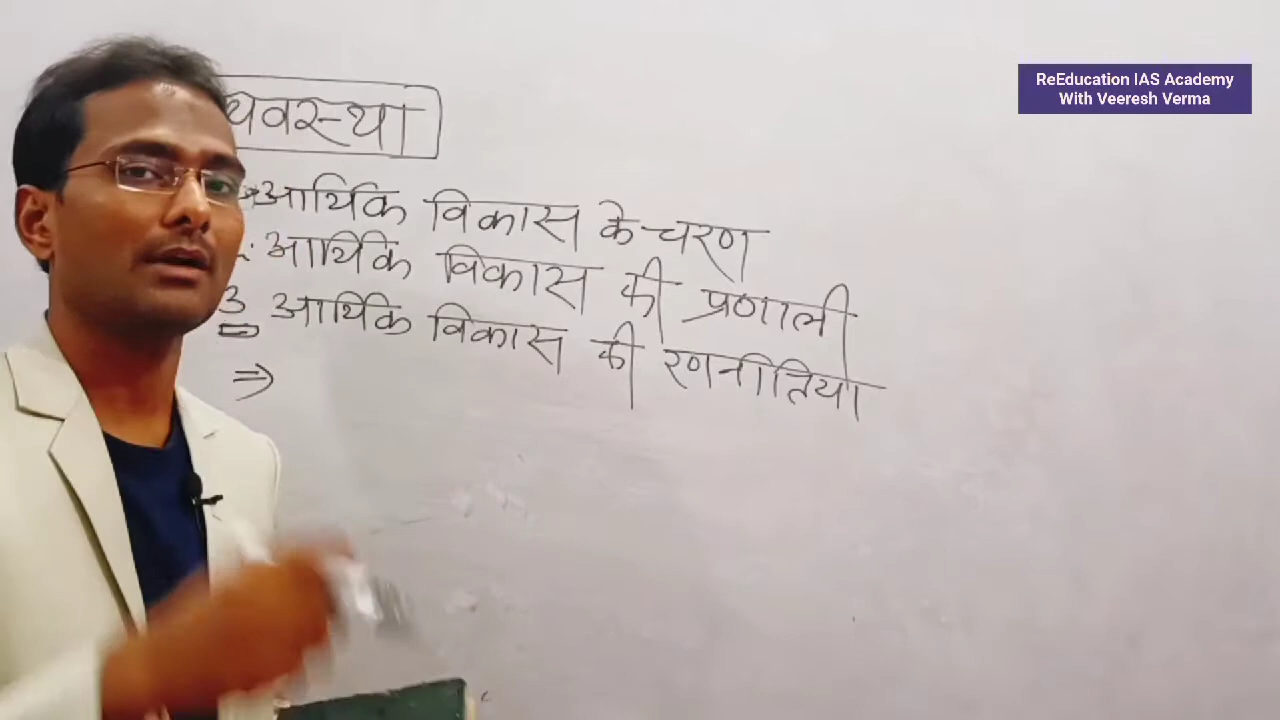 ReEducation IAS Academy
With Veeresh Verma
यवस्था
आर्थिक विकास के चरण
आर्थिक विकास की प्रणाली
3 आर्थिक विकास की रणनीतिया
⇒